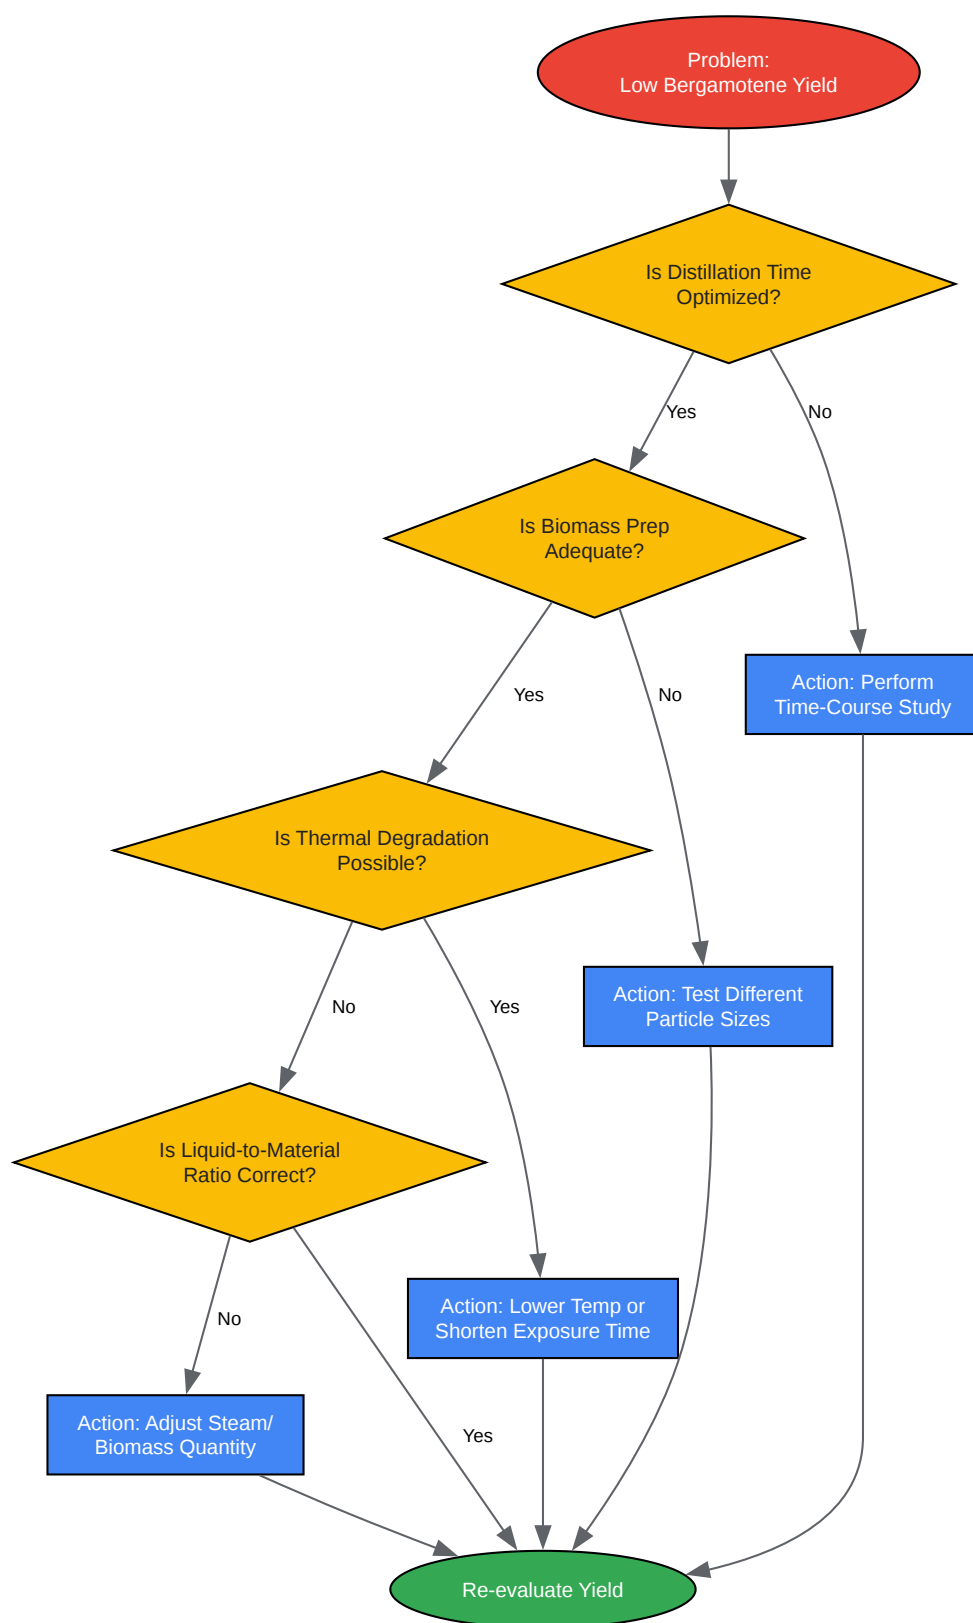 Problem:
Low Bergamotene Yield
Is Distillation Time
Optimized?
Yes
No
Is Biomass Prep
Adequate?
Yes
No
Action: Perform
Time-Course Study
Is Thermal Degradation
Possible?
No
Yes
Action: Test Different
Particle Sizes
Is Liquid-to-Material
Ratio Correct?
No
Yes
Action: Lower Temp or
Shorten Exposure Time
Action: Adjust Steam/
Biomass Quantity
Re-evaluate Yield